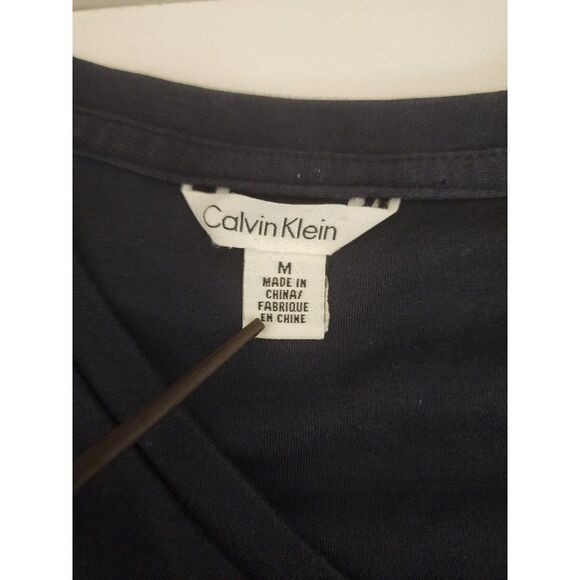 Calvin Klein
M
MADE IN
CHINA/
FABRIQUE
EN CHINE